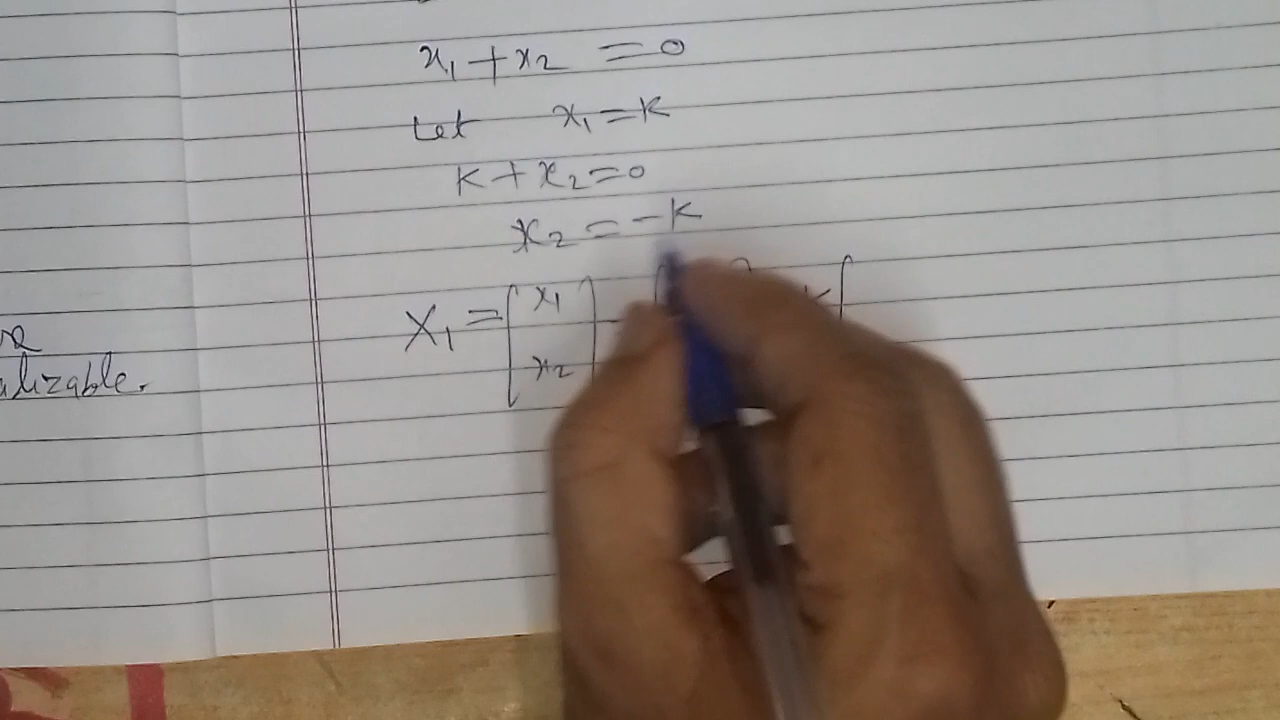 x₁ + x₂ = 0
Let x₁ = k
k + x₂ = 0
x₂ = -k
X₁ = [x₁
x₂]
alizable.